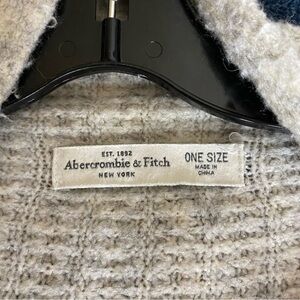 EST. 1892
Abercrombie & Fitch
NEW YORK
ONE SIZE
MADE IN
CHINA